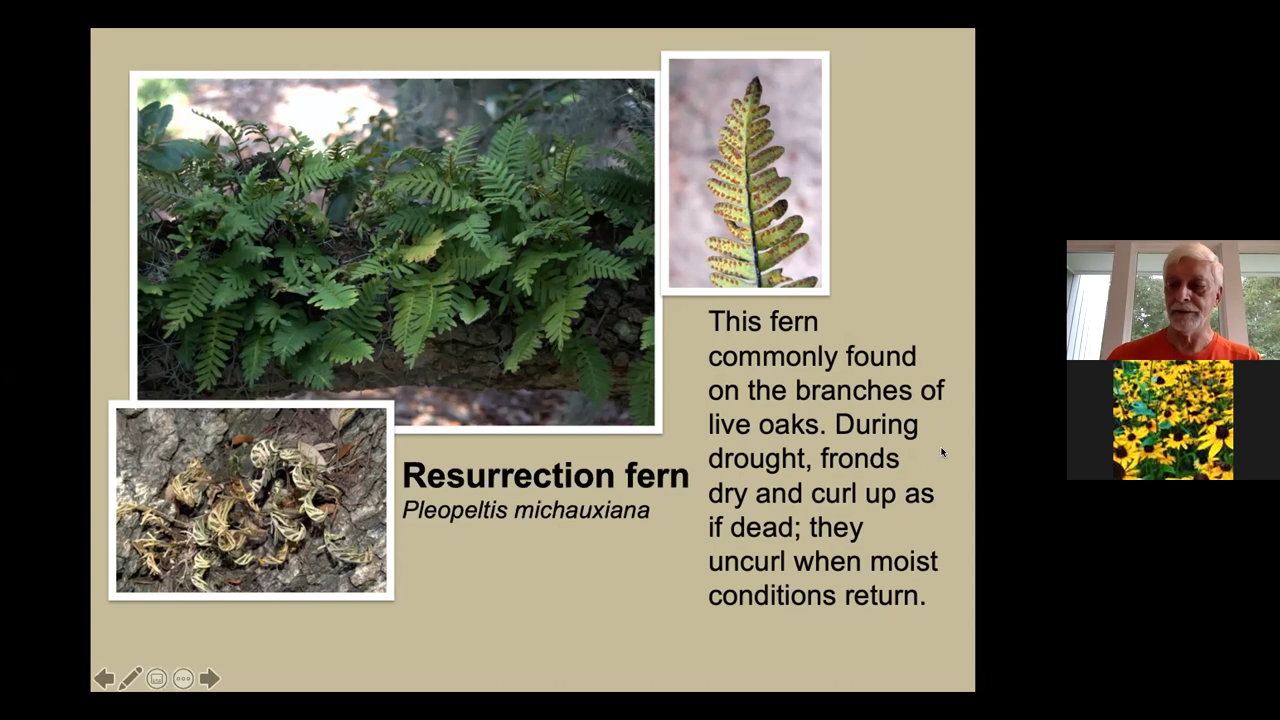 Resurrection fern
Pleopeltis michauxiana
This fern
commonly found
on the branches of
live oaks. During
drought, fronds
dry and curl up as
if dead; they
uncurl when moist
conditions return.